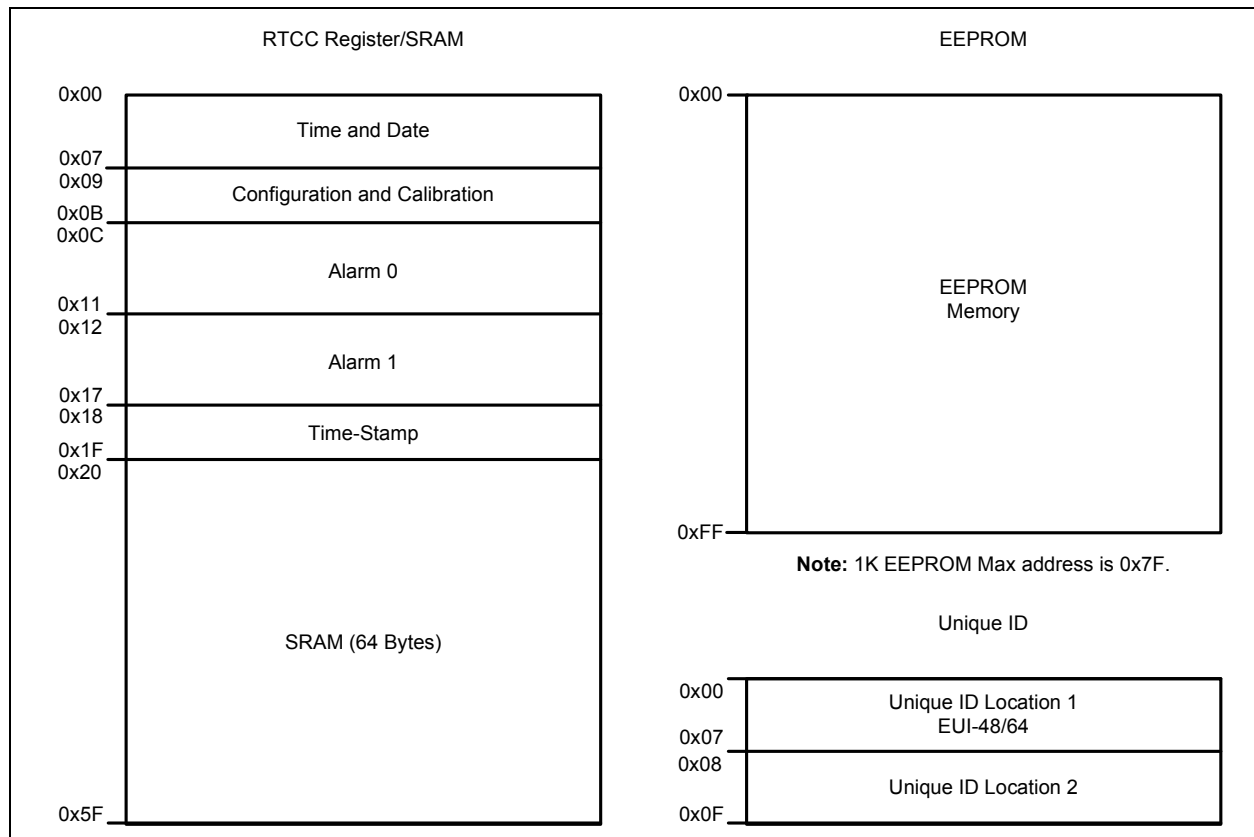 RTCC Register/SRAM
0x00
Time and Date
0x07
0x09
Configuration and Calibration
0x0B
0x0C
Alarm 0
0x11
0x12
Alarm 1
0x17
0x18
Time-Stamp
0x1F
0x20
SRAM (64 Bytes)
0x5F
EEPROM
0x00
EEPROM
Memory
0xFF
Note: 1K EEPROM Max address is 0x7F.
Unique ID
0x00
Unique ID Location 1
EUI-48/64
0x07
0x08
Unique ID Location 2
0x0F